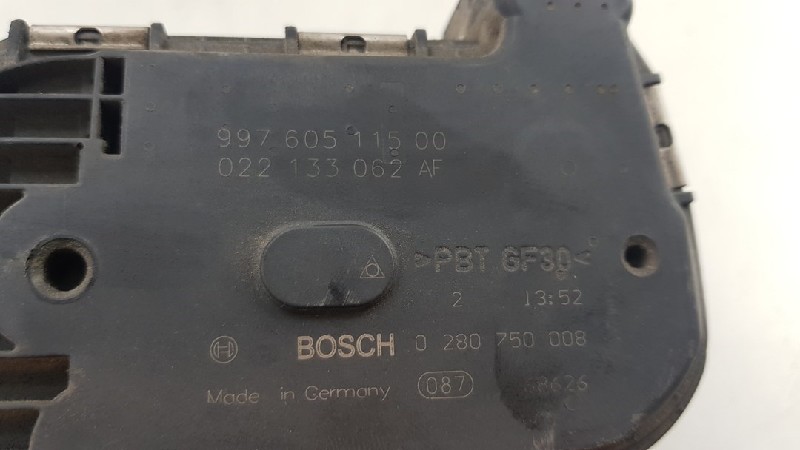 997 605 115 00
022 133 062 AF
>PBT GF30<
2 13:52
BOSCH 0 280 750 008
Made in Germany 087